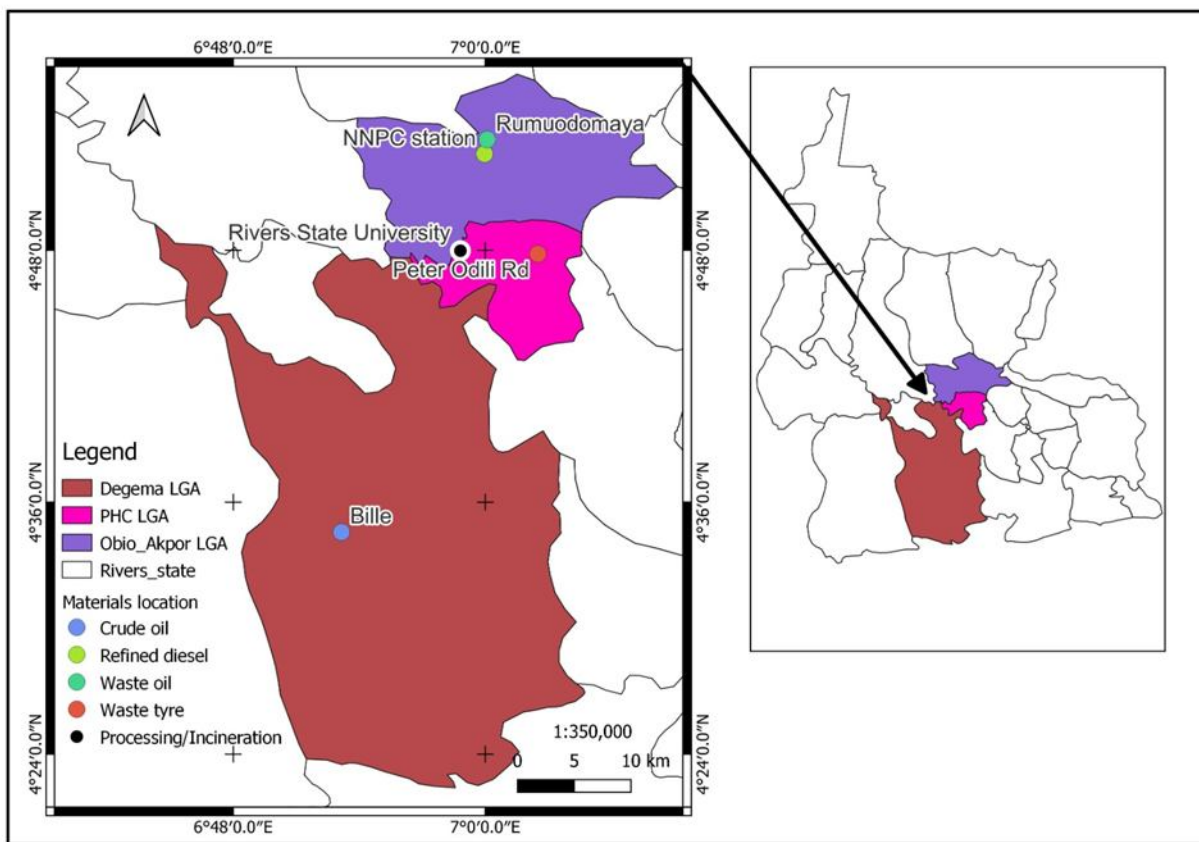 6°48'0.0"E
7°0'0.0"E
Rumuodomaya
NNPC station
Rivers State University
Peter Odili Rd
Bille
4°48'0.0"N
4°36'0.0"N
4°24'0.0"N
4°48'0.0"N
4°36'0.0"N
4°24'0.0"N
Legend
Degema LGA
PHC LGA
Obio_Akpor LGA
Rivers_state
Materials location
Crude oil
Refined diesel
Waste oil
Waste tyre
Processing/Incineration
1:350,000
0 5 10 km
6°48'0.0"E
7°0'0.0"E